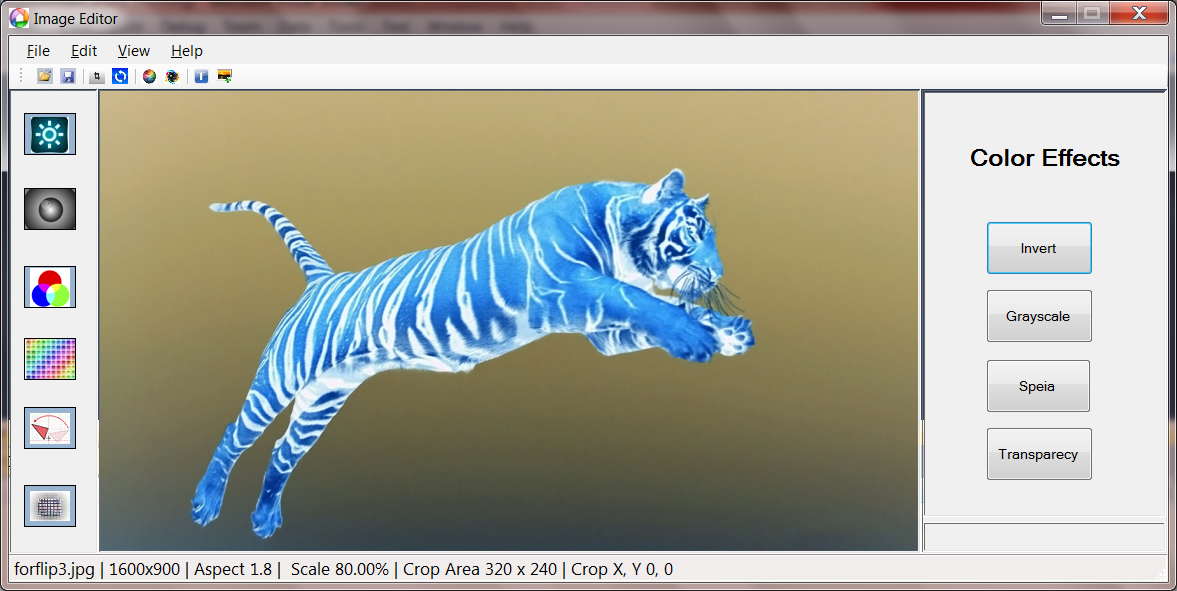 Image Editor
File Edit View Help
Color Effects
Invert
Grayscale
Speia
Transparecy
forflip3.jpg | 1600x900 | Aspect 1.8 | Scale 80.00% | Crop Area 320 x 240 | Crop X, Y 0, 0